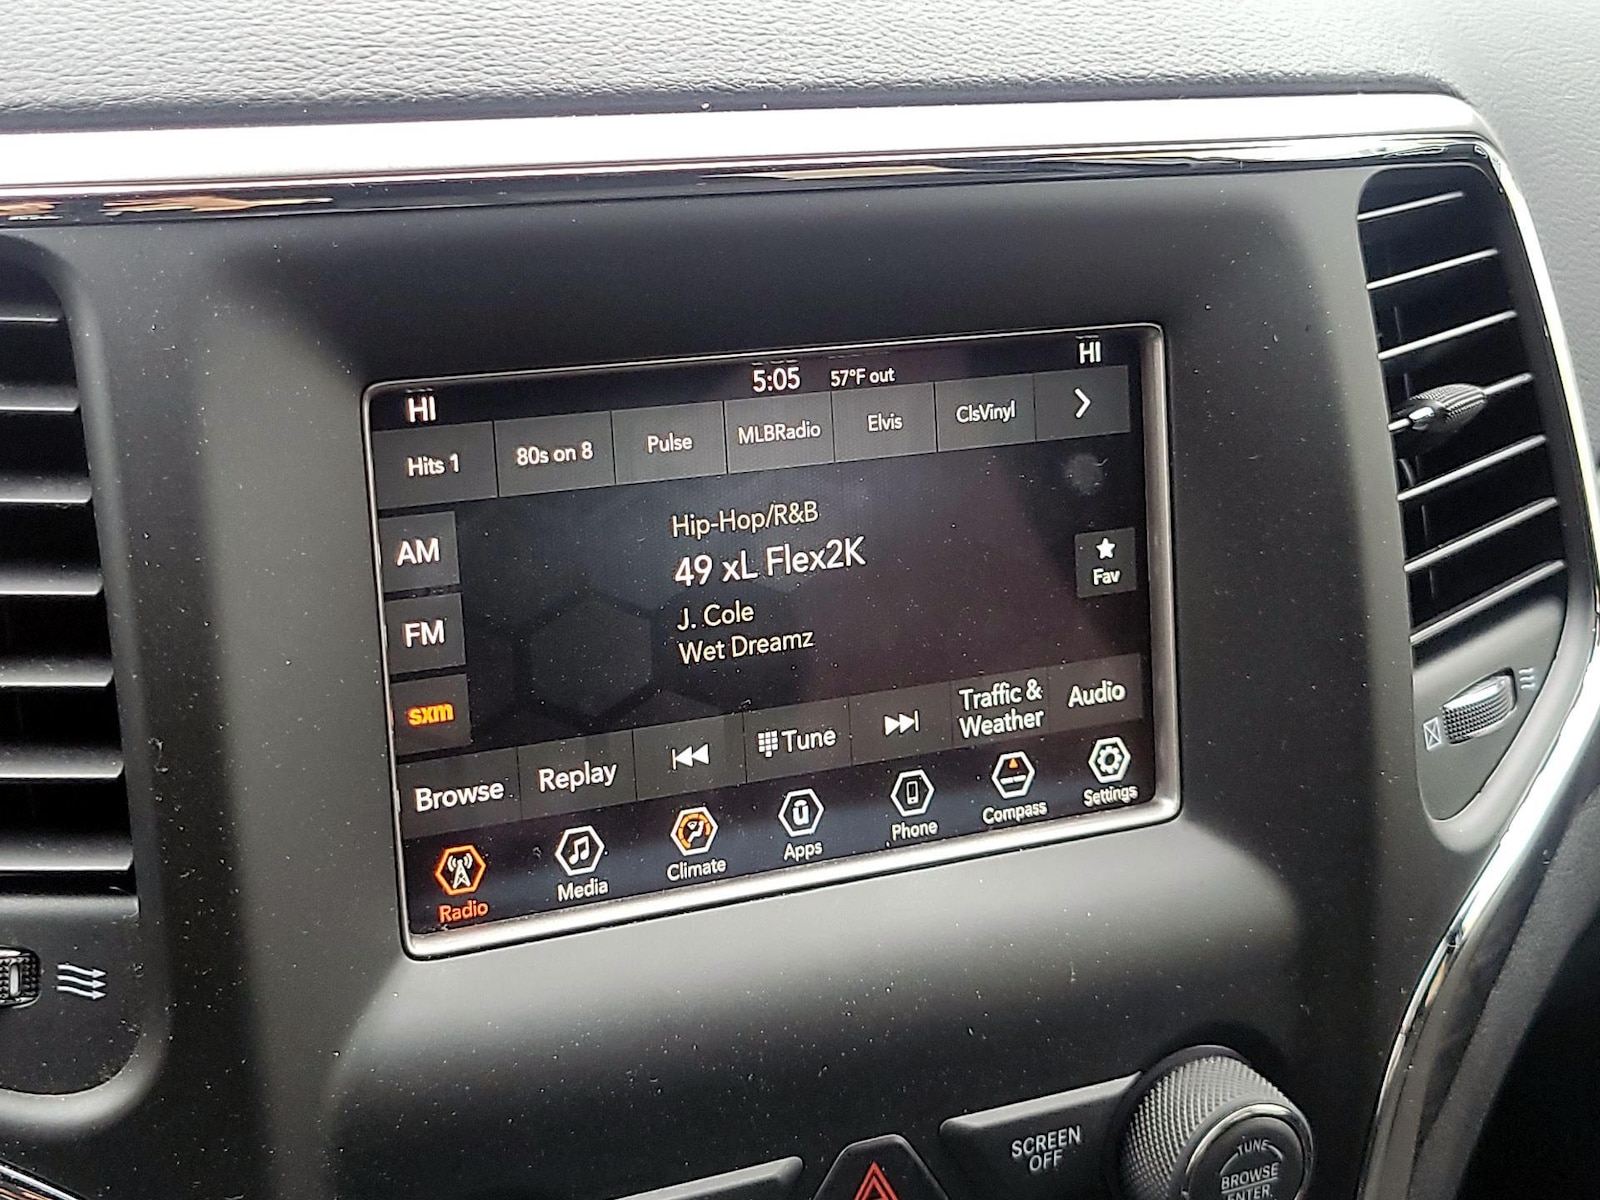 HI
5:05
57°F out
HI
Hits 1
80s on 8
Pulse
MLBRadio
Elvis
ClsVinyl
AM
FM
sxm
Hip-Hop/R&B
49 xL Flex2K
J. Cole
Wet Dreamz
Fav
Browse
Replay
Tune
Traffic &
Weather
Audio
Radio
Media
Climate
Apps
Phone
Compass
Settings
SCREEN
OFF
TUNE
BROWSE
ENTER